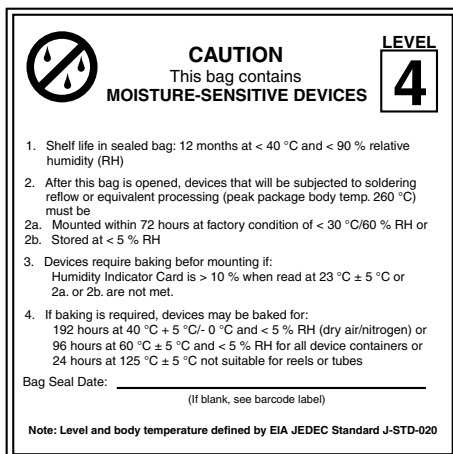 LEVEL
4
CAUTION
This bag contains
MOISTURE-SENSITIVE DEVICES
1. Shelf life in sealed bag: 12 months at < 40 °C and < 90 % relative
humidity (RH)
2. After this bag is opened, devices that will be subjected to soldering
reflow or equivalent processing (peak package body temp. 260 °C)
must be
2a. Mounted within 72 hours at factory condition of < 30 °C/60 % RH or
2b. Stored at < 5 % RH
3. Devices require baking befor mounting if:
Humidity Indicator Card is > 10 % when read at 23 °C ± 5 °C or
2a. or 2b. are not met.
4. If baking is required, devices may be baked for:
192 hours at 40 °C + 5 °C/- 0 °C and < 5 % RH (dry air/nitrogen) or
96 hours at 60 °C ± 5 °C and < 5 % RH for all device containers or
24 hours at 125 °C ± 5 °C not suitable for reels or tubes
Bag Seal Date:
(If blank, see barcode label)
Note: Level and body temperature defined by EIA JEDEC Standard J-STD-020